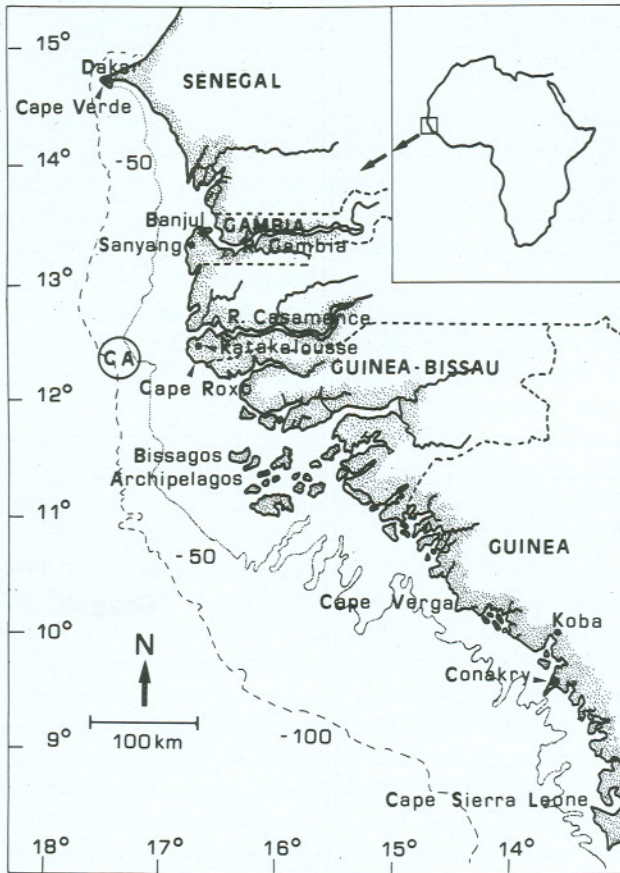 15°
Dakar
SENEGAL
Cape Verde
-50
14°
Banjul
GAMBIA
Sanyang
R. Gambia
13°
R. Casamance
Katakalousse
CA
GUINEA-BISSAU
Cape Roxo
12°
Bissagos
Archipelagos
11°
GUINEA
-50
Cape Verga
Koba
10°
N
Conakry
100 km
9°
-100
Cape Sierra Leone
18°
17°
16°
15°
14°